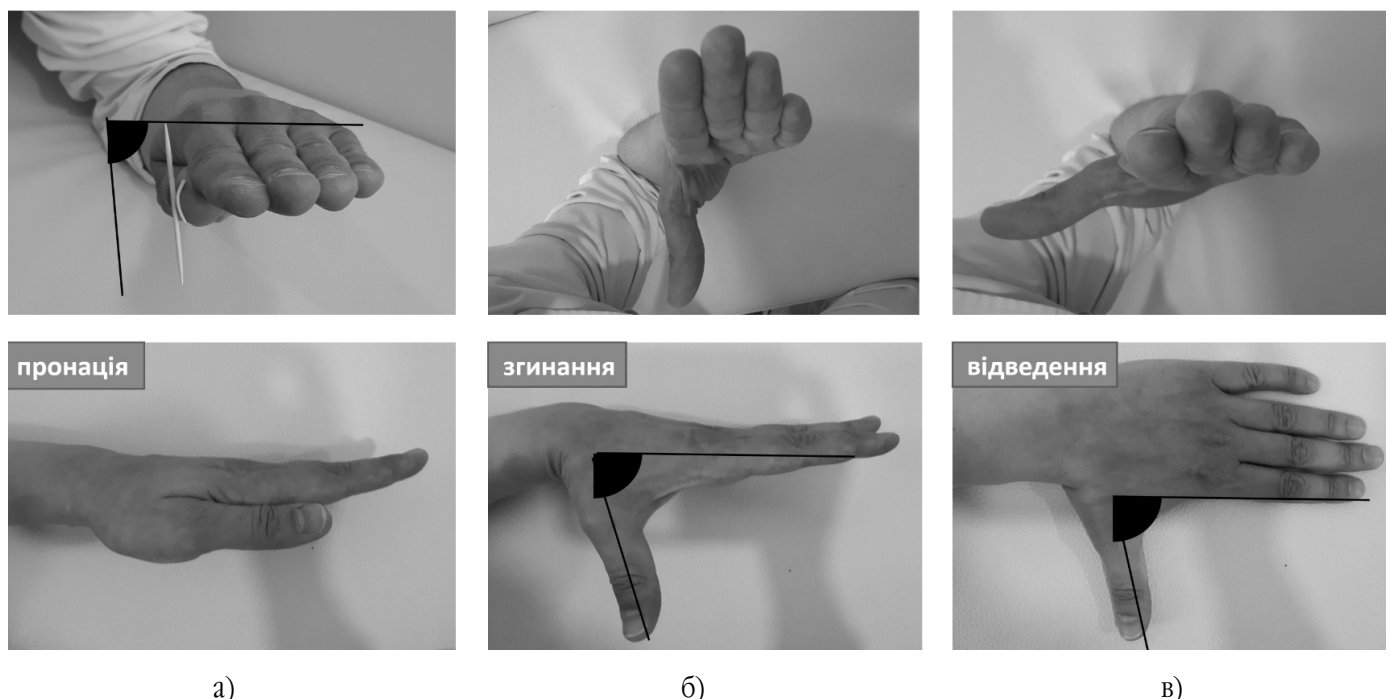 пронація
згинання
відведення
а)
б)
в)